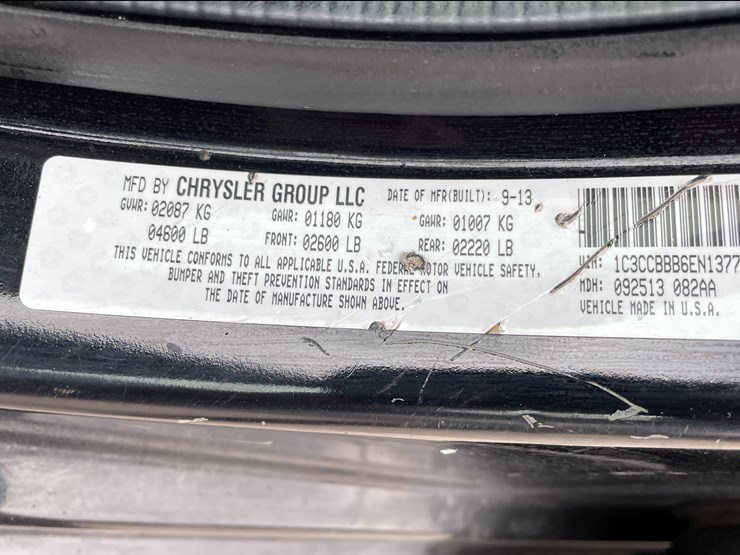 MFD BY CHRYSLER GROUP LLC DATE OF MFR(BUILT): 9-13
GVWR: 02087 KG GAWR: 01180 KG GAWR: 01007 KG
04600 LB FRONT: 02600 LB REAR: 02220 LB
THIS VEHICLE CONFORMS TO ALL APPLICABLE U.S.A. FEDERAL MOTOR VEHICLE SAFETY,
BUMPER AND THEFT PREVENTION STANDARDS IN EFFECT ON
THE DATE OF MANUFACTURE SHOWN ABOVE.
VIN: 1C3CCBBB6EN1377
MDH: 092513 082AA
VEHICLE MADE IN U.S.A.